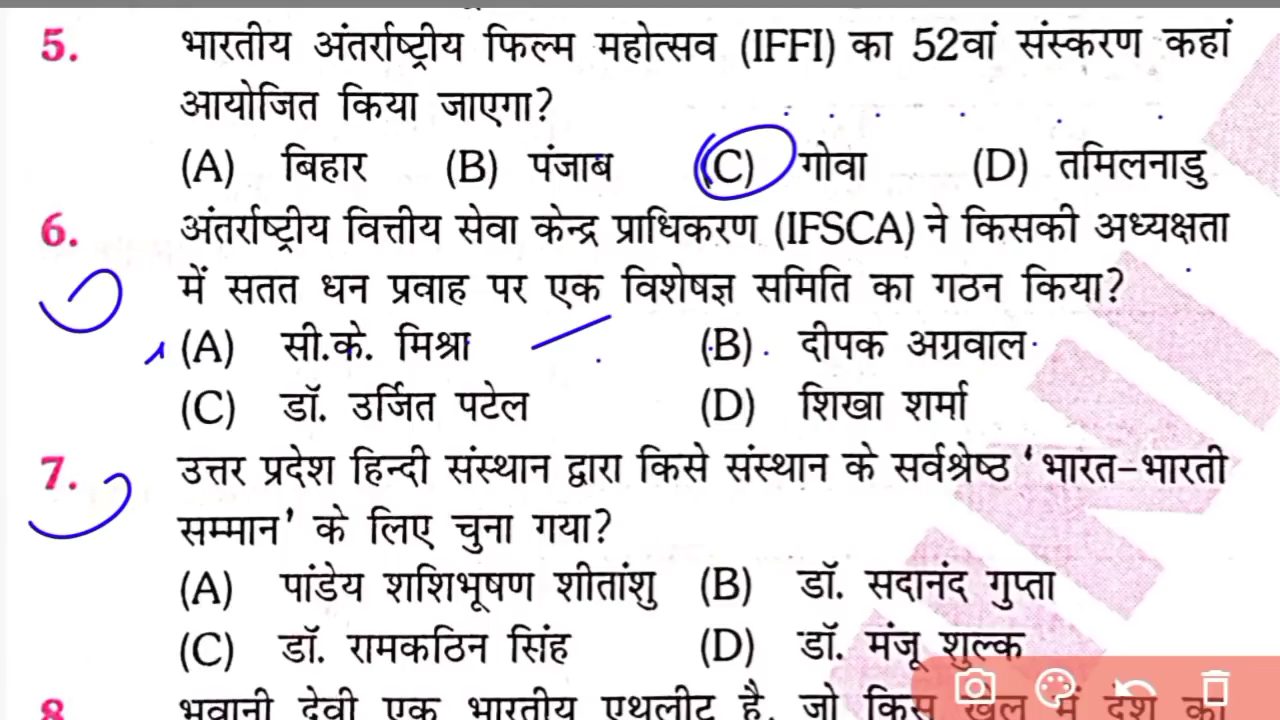 5. भारतीय अंतर्राष्ट्रीय फिल्म महोत्सव (IFFI) का 52वां संस्करण कहां
आयोजित किया जाएगा?
(A) बिहार (B) पंजाब (C) गोवा (D) तमिलनाडु
6. अंतर्राष्ट्रीय वित्तीय सेवा केन्द्र प्राधिकरण (IFSCA) ने किसकी अध्यक्षता
में सतत धन प्रवाह पर एक विशेषज्ञ समिति का गठन किया?
(A) सी.के. मिश्रा (B) दीपक अग्रवाल
(C) डॉ. उर्जित पटेल (D) शिखा शर्मा
7. उत्तर प्रदेश हिन्दी संस्थान द्वारा किसे संस्थान के सर्वश्रेष्ठ 'भारत-भारती
सम्मान' के लिए चुना गया?
(A) पांडेय शशिभूषण शीतांशु (B) डॉ. सदानंद गुप्ता
(C) डॉ. रामकठिन सिंह (D) डॉ. मंजू शुल्क
8. भवानी देवी एक भारतीय एथलीट है, जो किस खेल में देश का